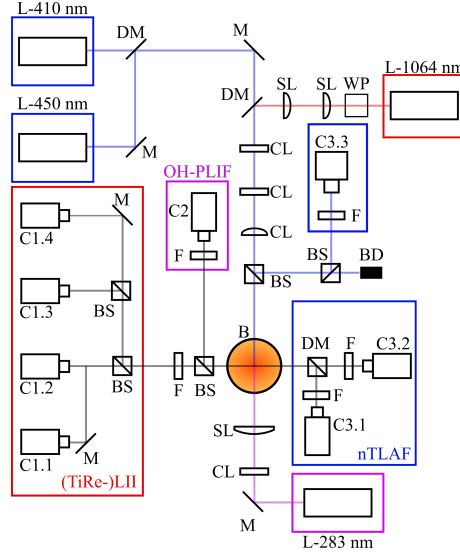 L-410 nm
DM
M
L-1064 nm
SL
SL
WP
DM
L-450 nm
M
C3.3
CL
OH-PLIF
CL
F
C2
M
C1.4
CL
F
BS
BS
BD
C1.3
BS
B
DM
F
C3.2
C1.2
BS
F
BS
F
C3.1
SL
C1.1
M
nTLAF
(TiRe-)LII
CL
M
L-283 nm